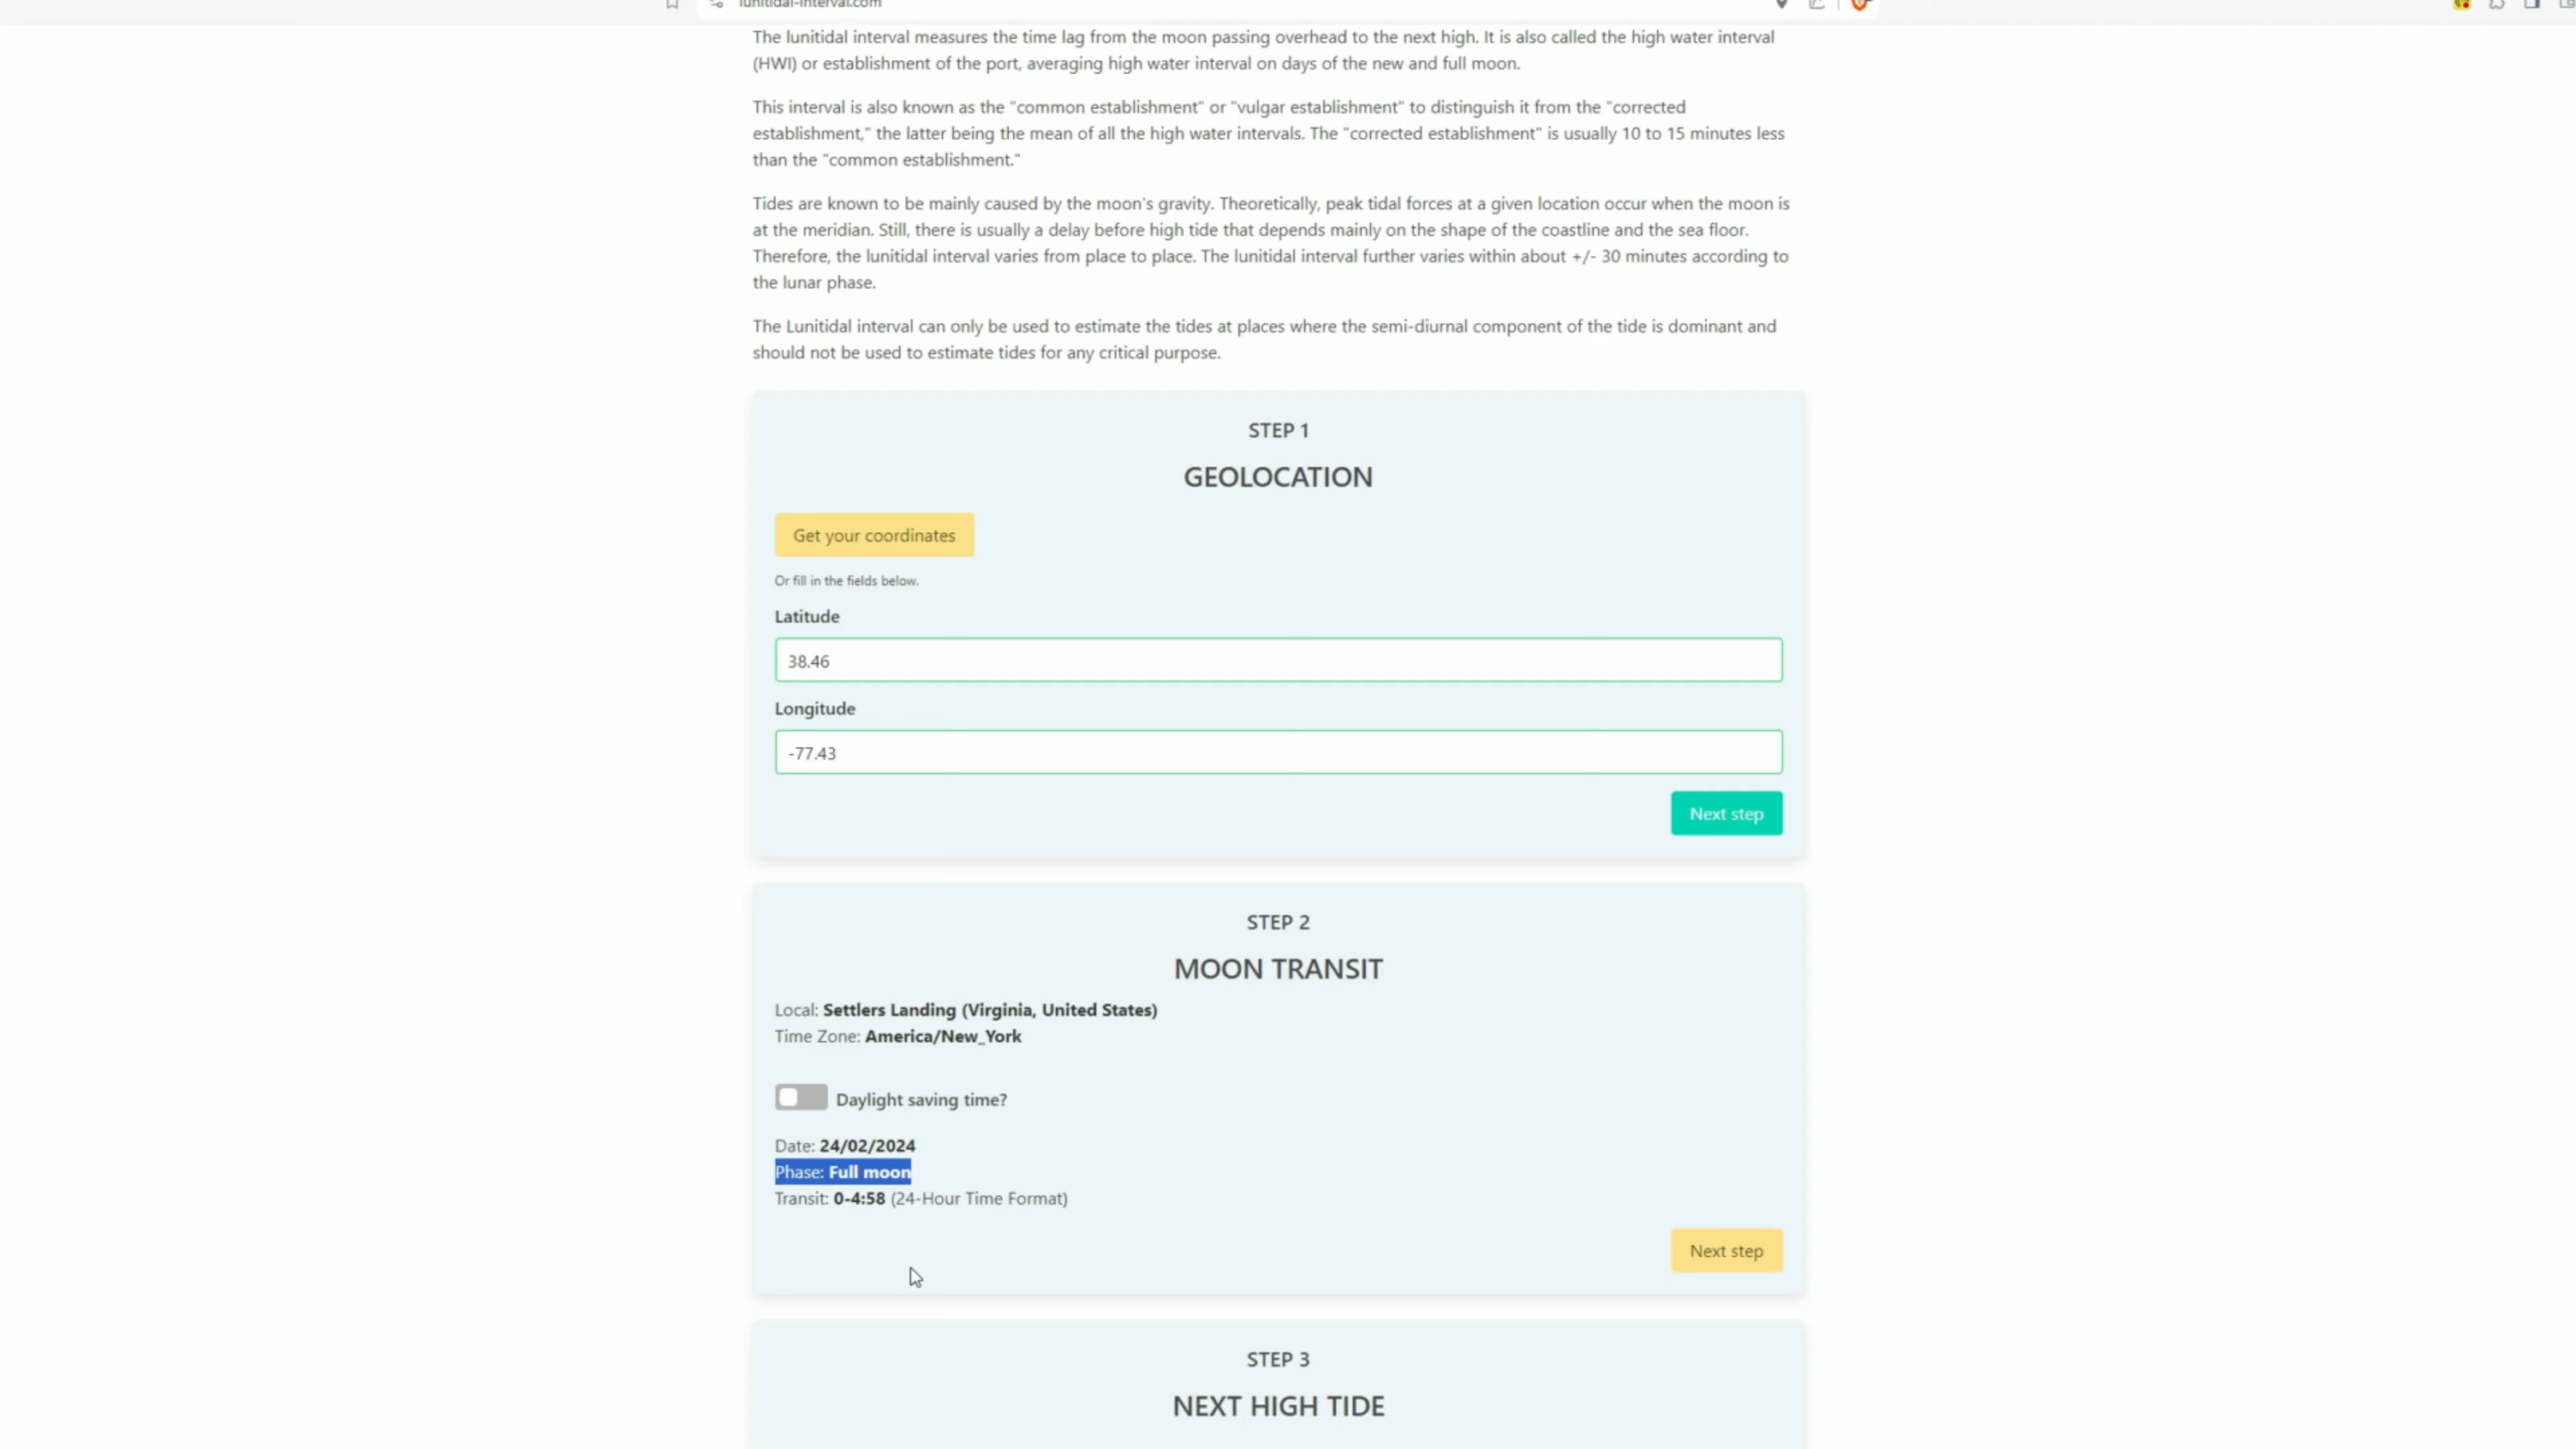 lunitidal-interval.com
The lunitidal interval measures the time lag from the moon passing overhead to the next high. It is also called the high water interval
(HWI) or establishment of the port, averaging high water interval on days of the new and full moon.
This interval is also known as the "common establishment" or "vulgar establishment" to distinguish it from the "corrected
establishment," the latter being the mean of all the high water intervals. The "corrected establishment" is usually 10 to 15 minutes less
than the "common establishment."
Tides are known to be mainly caused by the moon's gravity. Theoretically, peak tidal forces at a given location occur when the moon is
at the meridian. Still, there is usually a delay before high tide that depends mainly on the shape of the coastline and the sea floor.
Therefore, the lunitidal interval varies from place to place. The lunitidal interval further varies within about +/- 30 minutes according to
the lunar phase.
The Lunitidal interval can only be used to estimate the tides at places where the semi-diurnal component of the tide is dominant and
should not be used to estimate tides for any critical purpose.
STEP 1
GEOLOCATION
Get your coordinates
Or fill in the fields below.
Latitude
38.46
Longitude
-77.43
Next step
STEP 2
MOON TRANSIT
Local: Settlers Landing (Virginia, United States)
Time Zone: America/New_York
Daylight saving time?
Date: 24/02/2024
Phase: Full moon
Transit: 0-4:58 (24-Hour Time Format)
Next step
STEP 3
NEXT HIGH TIDE